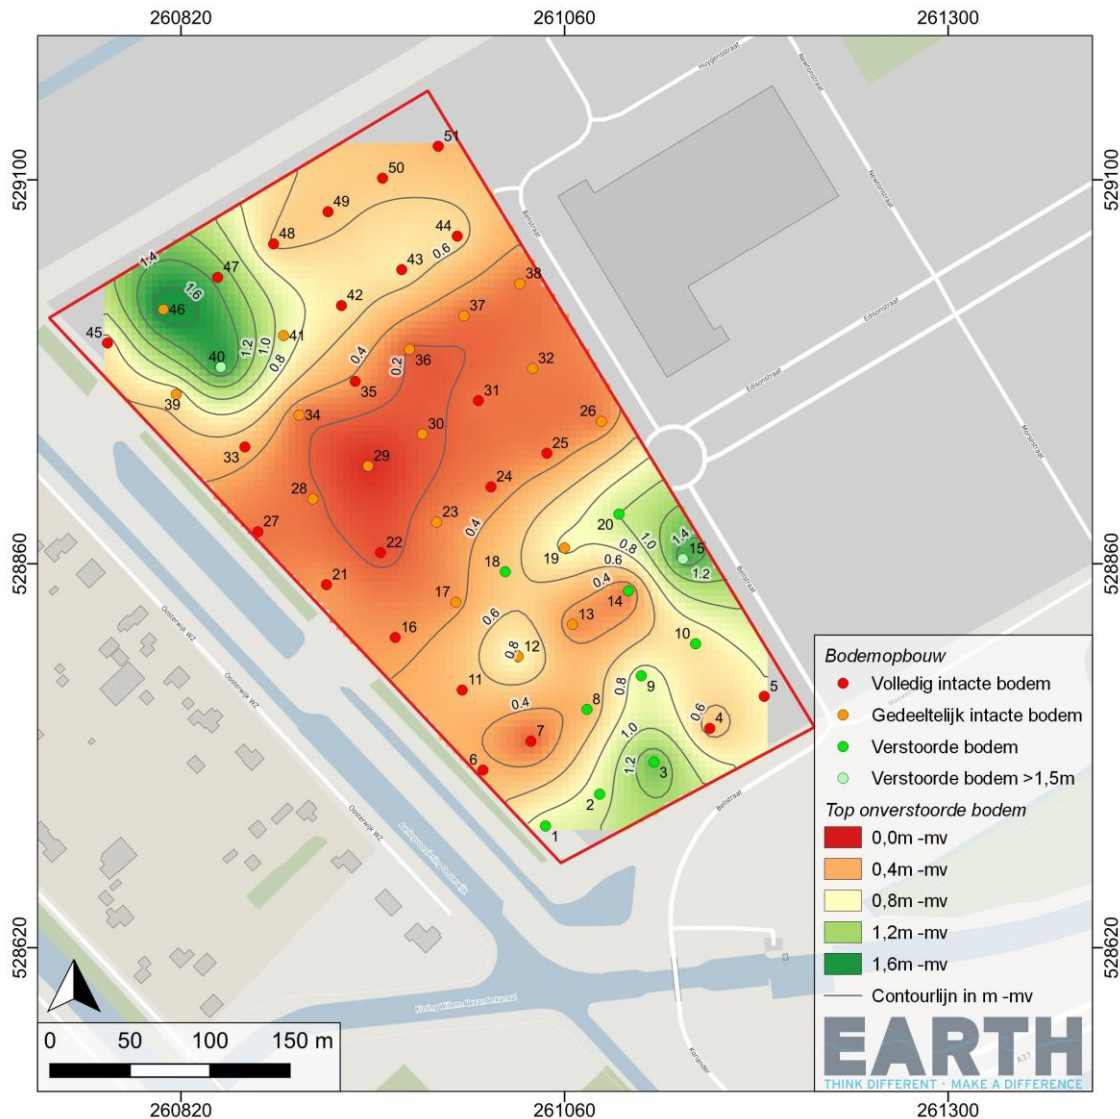 260820
261060
261300
529100
528860
528620
529100
528860
528620
260820
261060
261300
Huygensstraat
Newtonstraat
Newtonstraat
Bellstraat
Edisonstraat
Edisonstraat
Morsestraat
Bellstraat
Bellstraat
Oosterwijk WZ
Oosterwijk WZ
Oosterwijk WZ
Koning Willem-Alexanderkanaal
Koriander
A37
51
50
49
48
44
43
47
46
42
38
37
45
41
40
36
32
39
35
34
31
26
33
30
29
25
28
24
23
20
27
22
19
15
18
21
17
14
13
16
12
10
11
9
5
8
4
7
6
3
2
1
1.4
1.6
1.2
1.0
0.8
0.6
0.4
0.2
0.4
1.0
1.4
0.8
1.2
0.6
0.4
0.6
0.8
0.8
0.4
0.6
1.0
1.2
Bodemopbouw
Volledig intacte bodem
Gedeeltelijk intacte bodem
Verstoorde bodem
Verstoorde bodem >1,5m
Top onverstoorde bodem
0,0m -mv
0,4m -mv
0,8m -mv
1,2m -mv
1,6m -mv
Contourlijn in m -mv
EARTH
THINK DIFFERENT - MAKE A DIFFERENCE
0 50 100 150 m